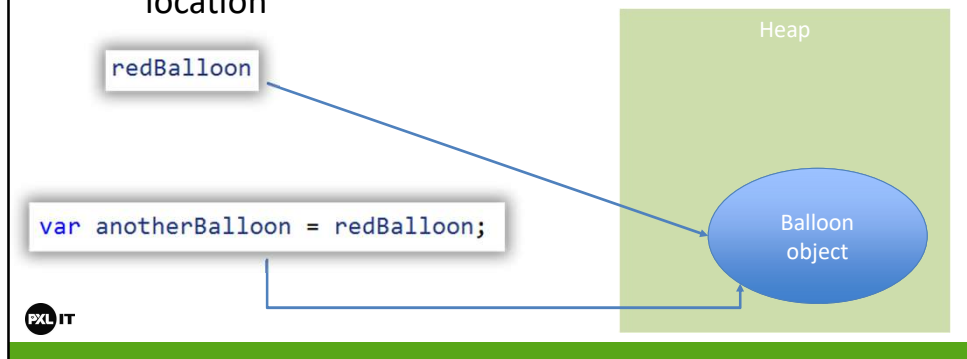 location
Heap
redBalloon
var anotherBalloon = redBalloon;
Balloon
object
PXL IT